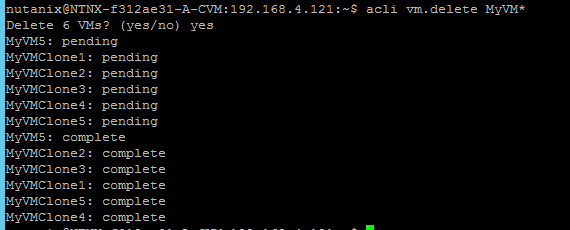 nutanix@NTNX-f312ae31-A-CVM:192.168.4.121:~$ acli vm.delete MyVM*
Delete 6 VMs? (yes/no) yes
MyVM5: pending
MyVMClone1: pending
MyVMClone2: pending
MyVMClone3: pending
MyVMClone4: pending
MyVMClone5: pending
MyVM5: complete
MyVMClone2: complete
MyVMClone3: complete
MyVMClone1: complete
MyVMClone5: complete
MyVMClone4: complete